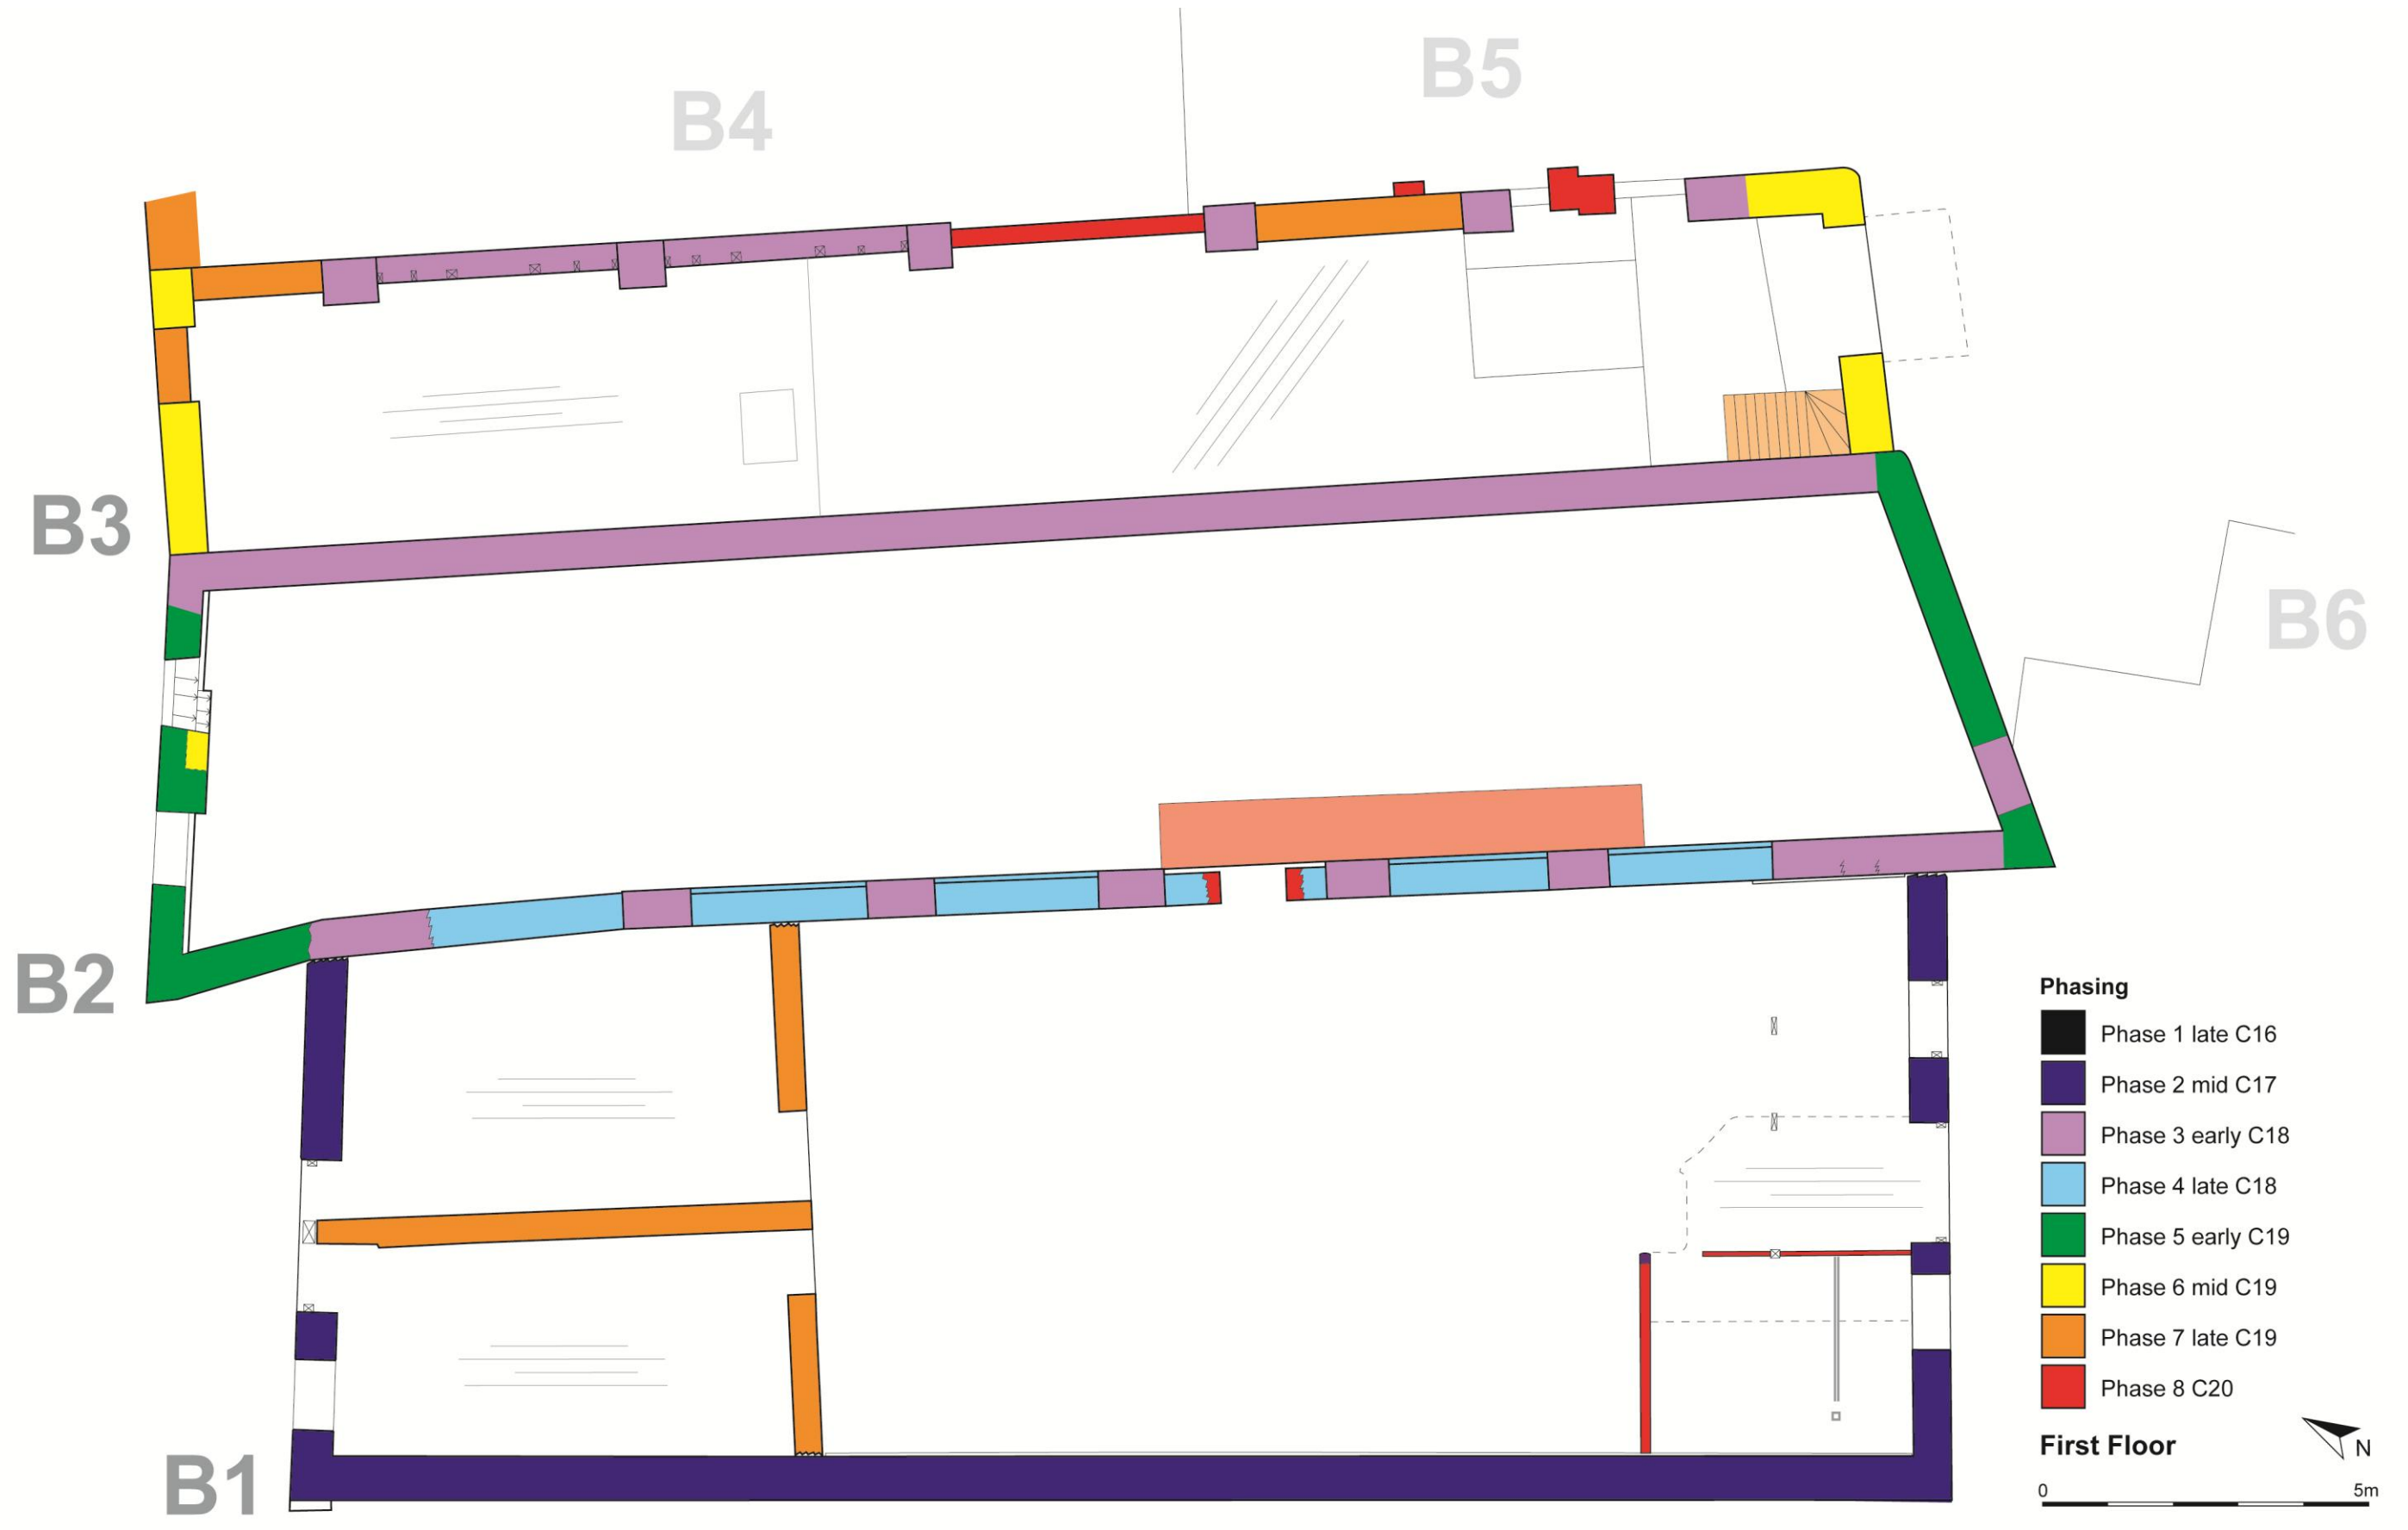 B5
B4
B3
B6
B2
B1
Phasing
Phase 1 late C16
Phase 2 mid C17
Phase 3 early C18
Phase 4 late C18
Phase 5 early C19
Phase 6 mid C19
Phase 7 late C19
Phase 8 C20
First Floor
N
0 5m